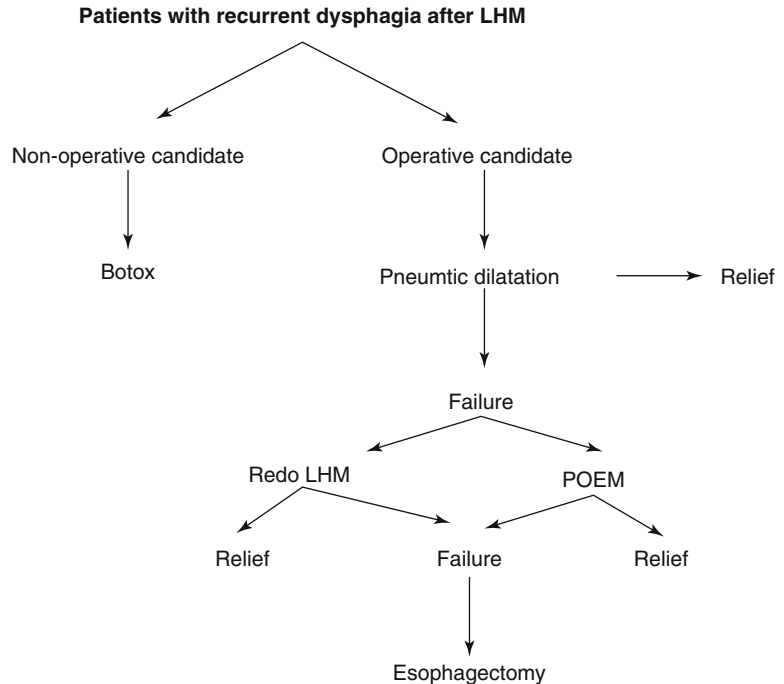 Patients with recurrent dysphagia after LHM
Non-operative candidate
Operative candidate
Botox
Pneumtic dilatation
Relief
Failure
Redo LHM
POEM
Relief
Failure
Relief
Esophagectomy